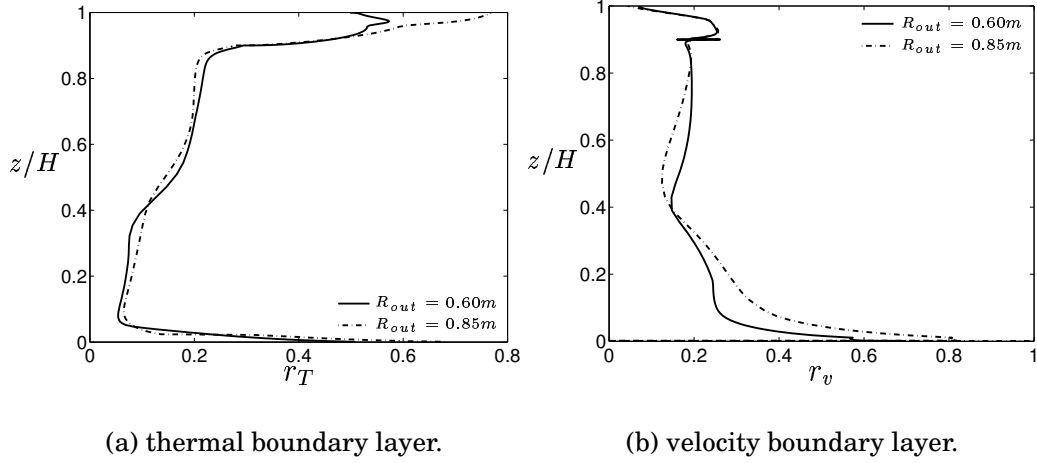 1
0.8
0.6
z/H
0.4
0.2
0
0 0.2 0.4 0.6 0.8
r_T
R_out = 0.60m
R_out = 0.85m
(a) thermal boundary layer.
1
0.8
0.6
z/H
0.4
0.2
0
0 0.2 0.4 0.6 0.8 1
r_v
R_out = 0.60m
R_out = 0.85m
(b) velocity boundary layer.